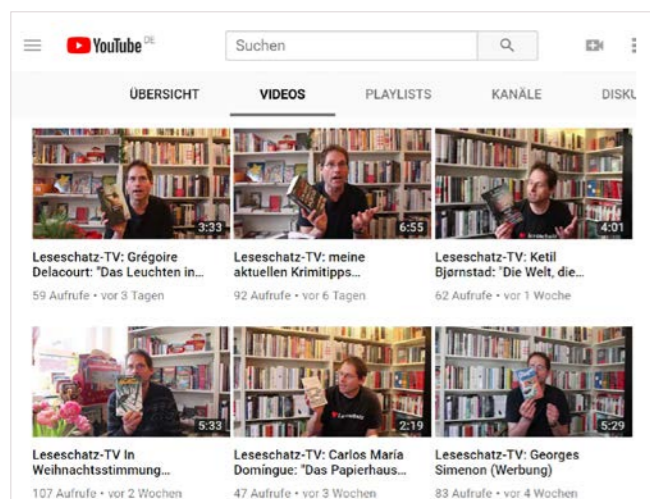 YouTube DE
Suchen
ÜBERSICHT VIDEOS PLAYLISTS KANÄLE DISKU
3:33 6:55 4:01
Leseschatz-TV: Grégoire
Delacourt: "Das Leuchten in...
59 Aufrufe • vor 3 Tagen
Leseschatz-TV: meine
aktuellen Krimitipps...
92 Aufrufe • vor 6 Tagen
Leseschatz-TV: Ketil
Bjørnstad: "Die Welt, die...
62 Aufrufe • vor 1 Woche
5:33 2:19 5:29
Leseschatz-TV In
Weihnachtsstimmung...
107 Aufrufe • vor 2 Wochen
Leseschatz-TV: Carlos María
Domíngue: "Das Papierhaus...
47 Aufrufe • vor 3 Wochen
Leseschatz-TV: Georges
Simenon (Werbung)
83 Aufrufe • vor 4 Wochen